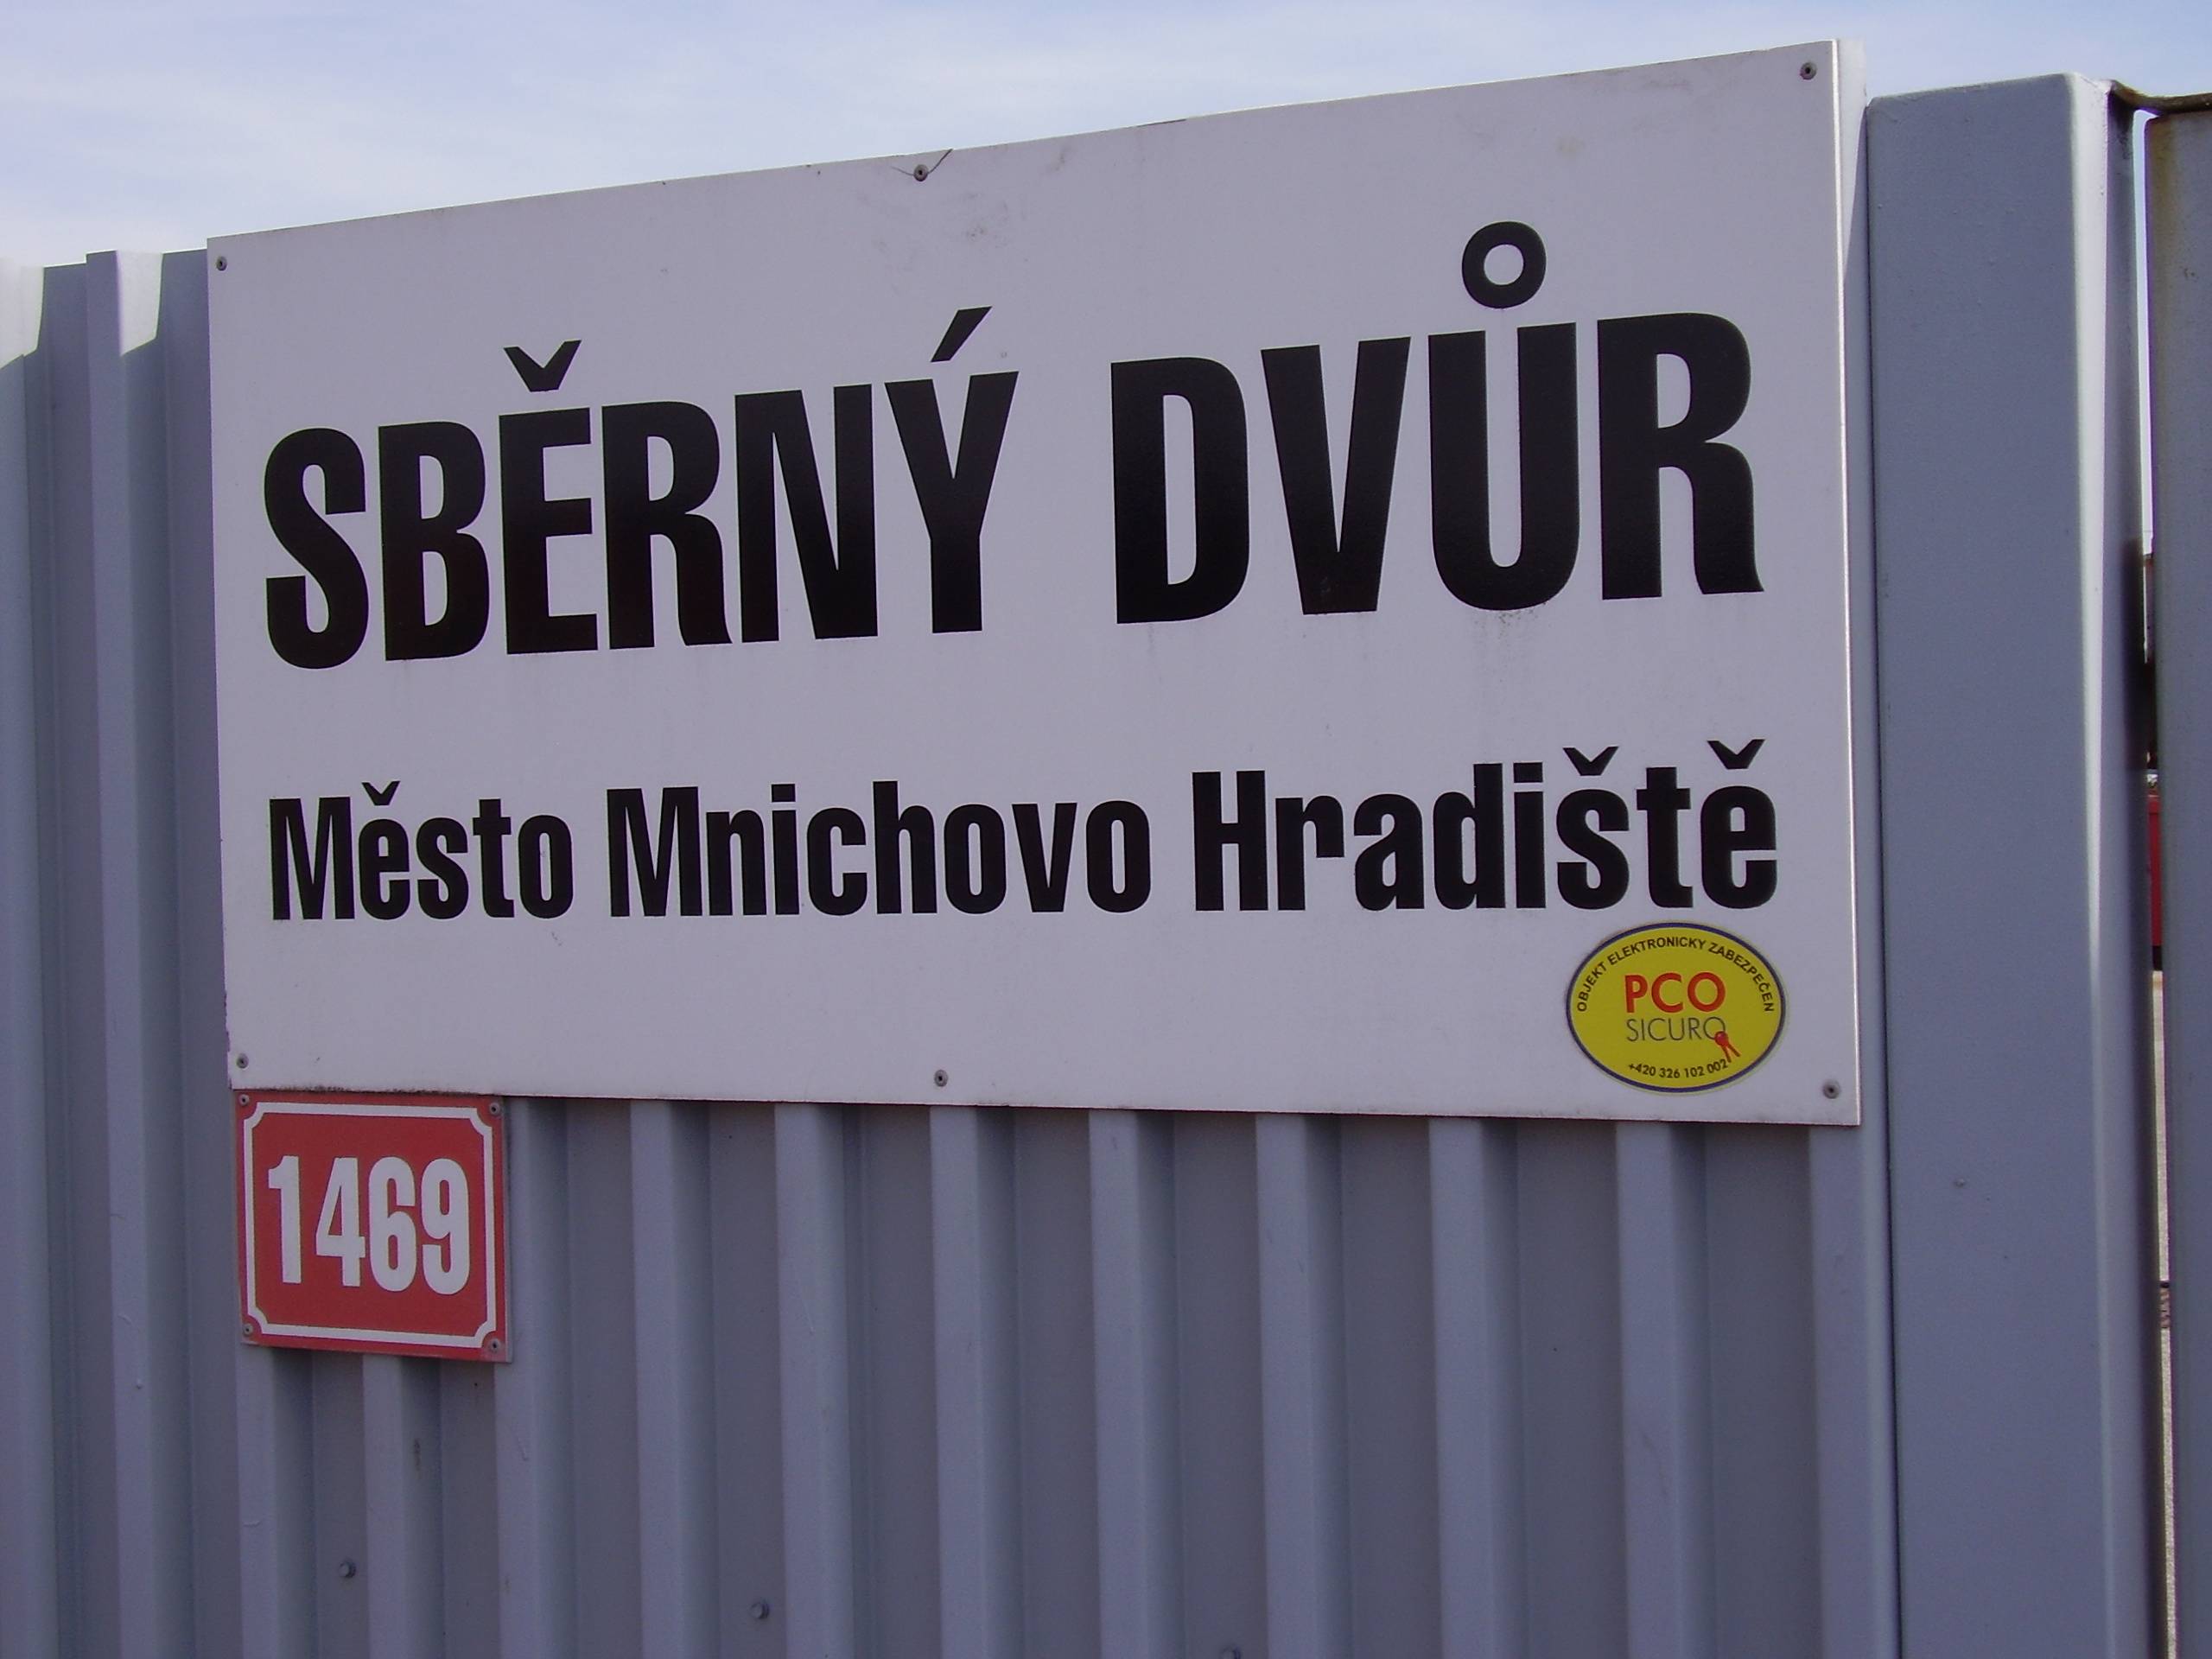 SBĚRNÝ DVŮR
Město Mnichovo Hradiště
OBJEKT ELEKTRONICKY ZABEZPEČEN
PCO
SICURO
+420 326 102 002
1469